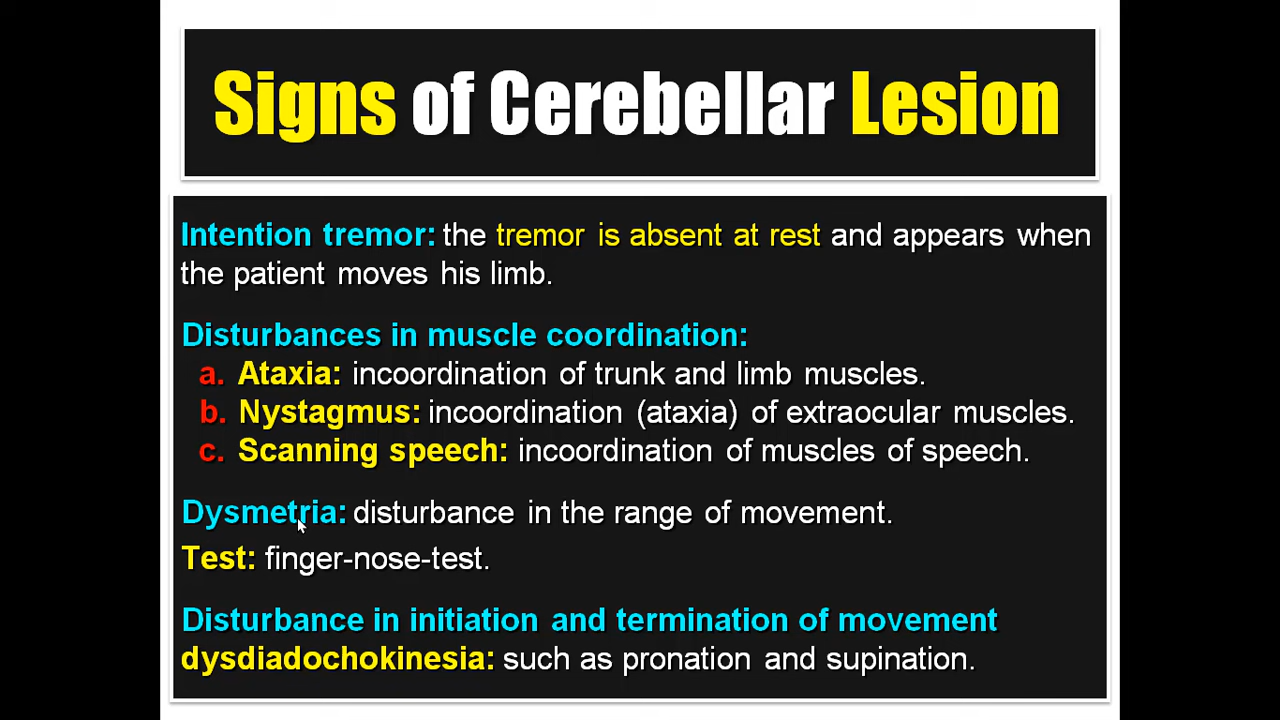 Signs of Cerebellar Lesion
Intention tremor: the tremor is absent at rest and appears when
the patient moves his limb.
Disturbances in muscle coordination:
a. Ataxia: incoordination of trunk and limb muscles.
b. Nystagmus: incoordination (ataxia) of extraocular muscles.
c. Scanning speech: incoordination of muscles of speech.
Dysmetria: disturbance in the range of movement.
Test: finger-nose-test.
Disturbance in initiation and termination of movement
dysdiadochokinesia: such as pronation and supination.